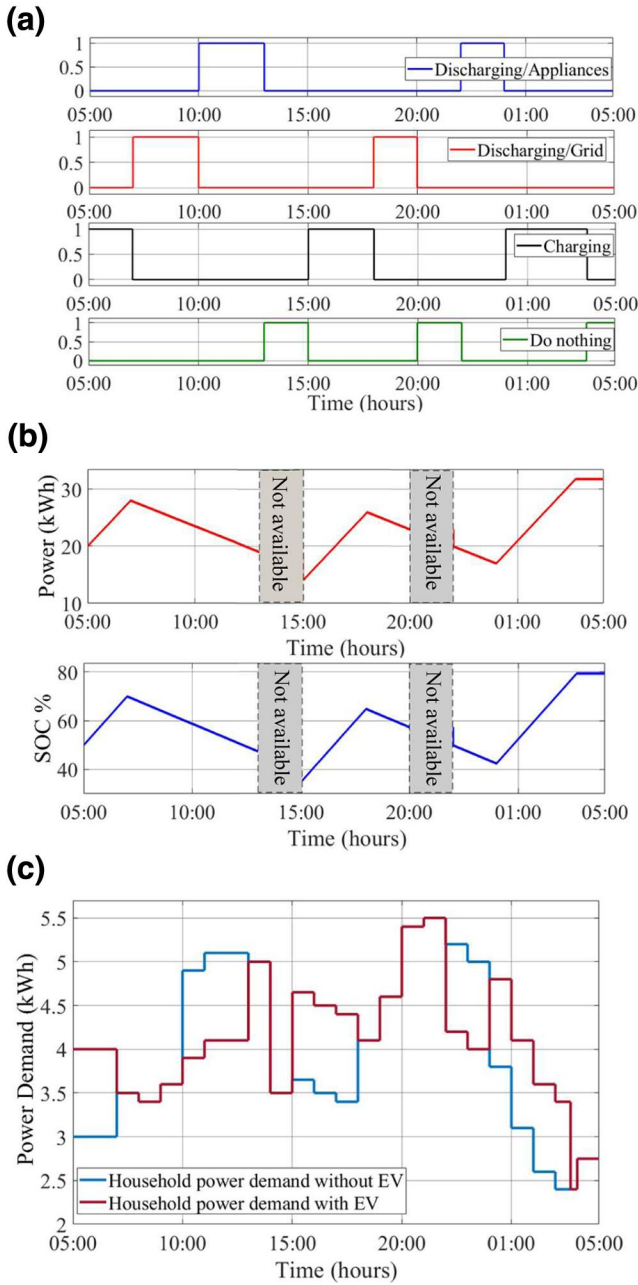 (a)
1
0.5
0
Discharging/Appliances
05:00 10:00 15:00 20:00 01:00 05:00
1
0.5
0
Discharging/Grid
05:00 10:00 15:00 20:00 01:00 05:00
1
0.5
0
Charging
05:00 10:00 15:00 20:00 01:00 05:00
1
0.5
0
Do nothing
05:00 10:00 15:00 20:00 01:00 05:00
Time (hours)
(b)
Power (kWh)
30
20
10
Not available
Not available
05:00 10:00 15:00 20:00 01:00 05:00
Time (hours)
SOC %
80
60
40
Not available
Not available
05:00 10:00 15:00 20:00 01:00 05:00
Time (hours)
(c)
Power Demand (kWh)
5.5
5
4.5
4
3.5
3
2.5
2
Household power demand without EV
Household power demand with EV
05:00 10:00 15:00 20:00 01:00 05:00
Time (hours)